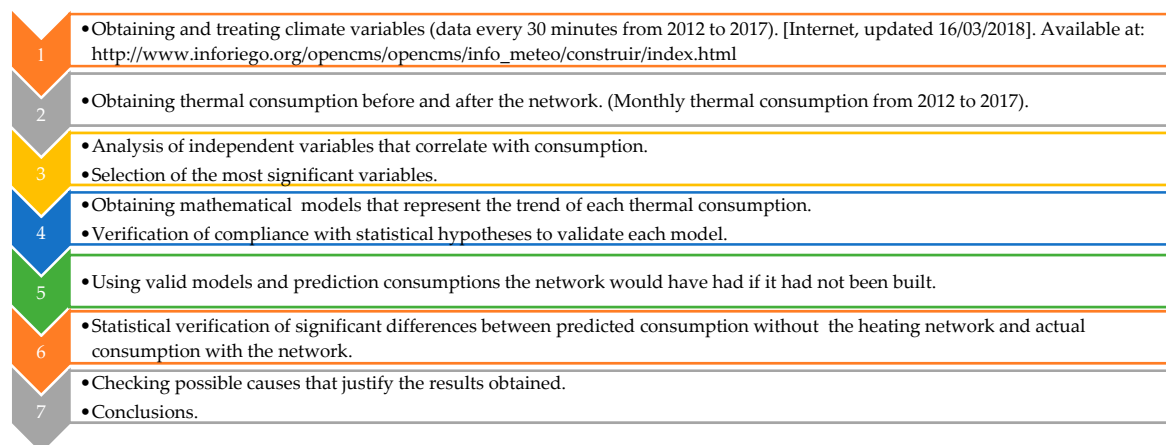 1
•Obtaining and treating climate variables (data every 30 minutes from 2012 to 2017). [Internet, updated 16/03/2018]. Available at:
http://www.inforiego.org/opencms/opencms/info_meteo/construir/index.html
2
•Obtaining thermal consumption before and after the network. (Monthly thermal consumption from 2012 to 2017).
3
•Analysis of independent variables that correlate with consumption.
•Selection of the most significant variables.
4
•Obtaining mathematical models that represent the trend of each thermal consumption.
•Verification of compliance with statistical hypotheses to validate each model.
5
•Using valid models and prediction consumptions the network would have had if it had not been built.
6
•Statistical verification of significant differences between predicted consumption without the heating network and actual
consumption with the network.
7
•Checking possible causes that justify the results obtained.
•Conclusions.